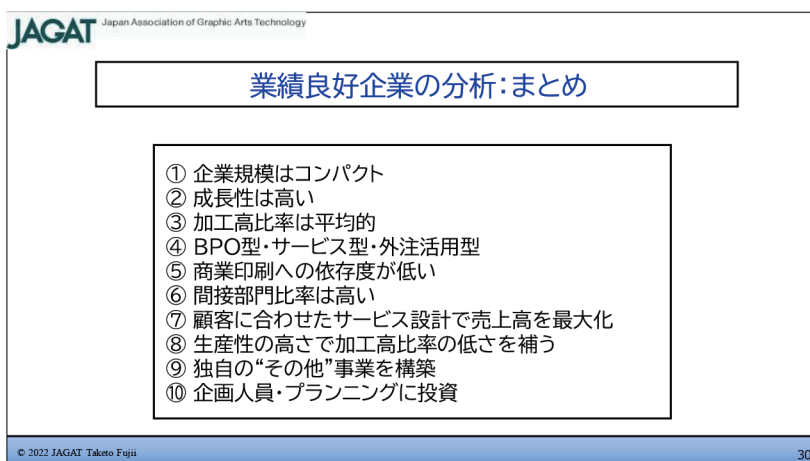 JAGAT Japan Association of Graphic Arts Technology
業績良好企業の分析：まとめ
① 企業規模はコンパクト
② 成長性は高い
③ 加工高比率は平均的
④ BPO型・サービス型・外注活用型
⑤ 商業印刷への依存度が低い
⑥ 間接部門比率は高い
⑦ 顧客に合わせたサービス設計で売上高を最大化
⑧ 生産性の高さで加工高比率の低さを補う
⑨ 独自の“その他”事業を構築
⑩ 企画人員・プランニングに投資
© 2022 JAGAT Taketo Fujii
30